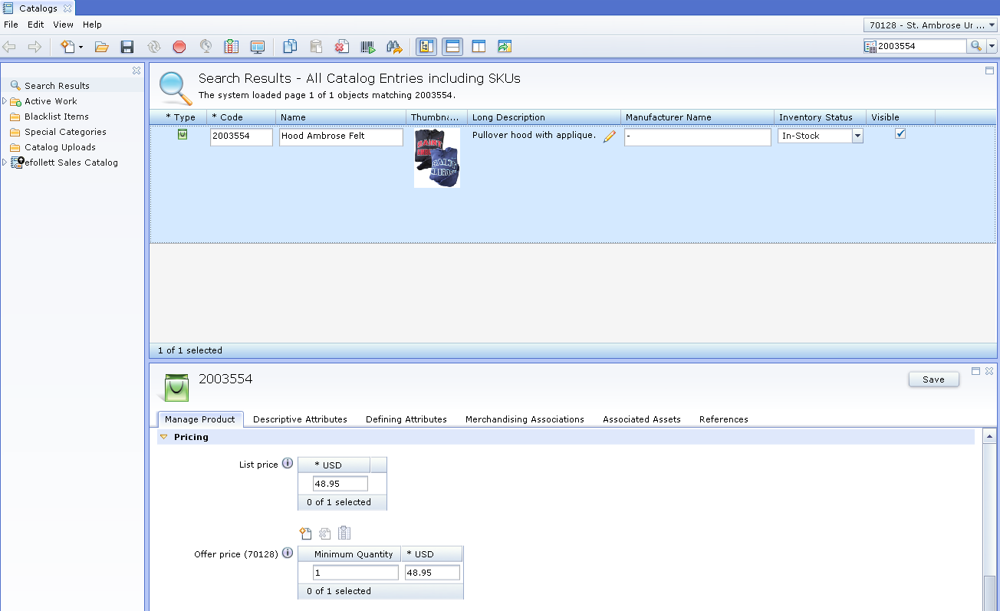 Catalogs
File Edit View Help
70128 - St. Ambrose Ur ...
2003554
Search Results
Active Work
Blacklist Items
Special Categories
Catalog Uploads
efollett Sales Catalog
Search Results - All Catalog Entries including SKUs
The system loaded page 1 of 1 objects matching 2003554.
* Type * Code Name Thumbna... Long Description Manufacturer Name Inventory Status Visible
2003554 Hood Ambrose Felt Pullover hood with applique. - In-Stock
SAINT
SAINT
AMBROSE
1 of 1 selected
2003554
Save
Manage Product Descriptive Attributes Defining Attributes Merchandising Associations Associated Assets References
Pricing
List price * USD
48.95
0 of 1 selected
Offer price (70128) Minimum Quantity * USD
1 48.95
0 of 1 selected